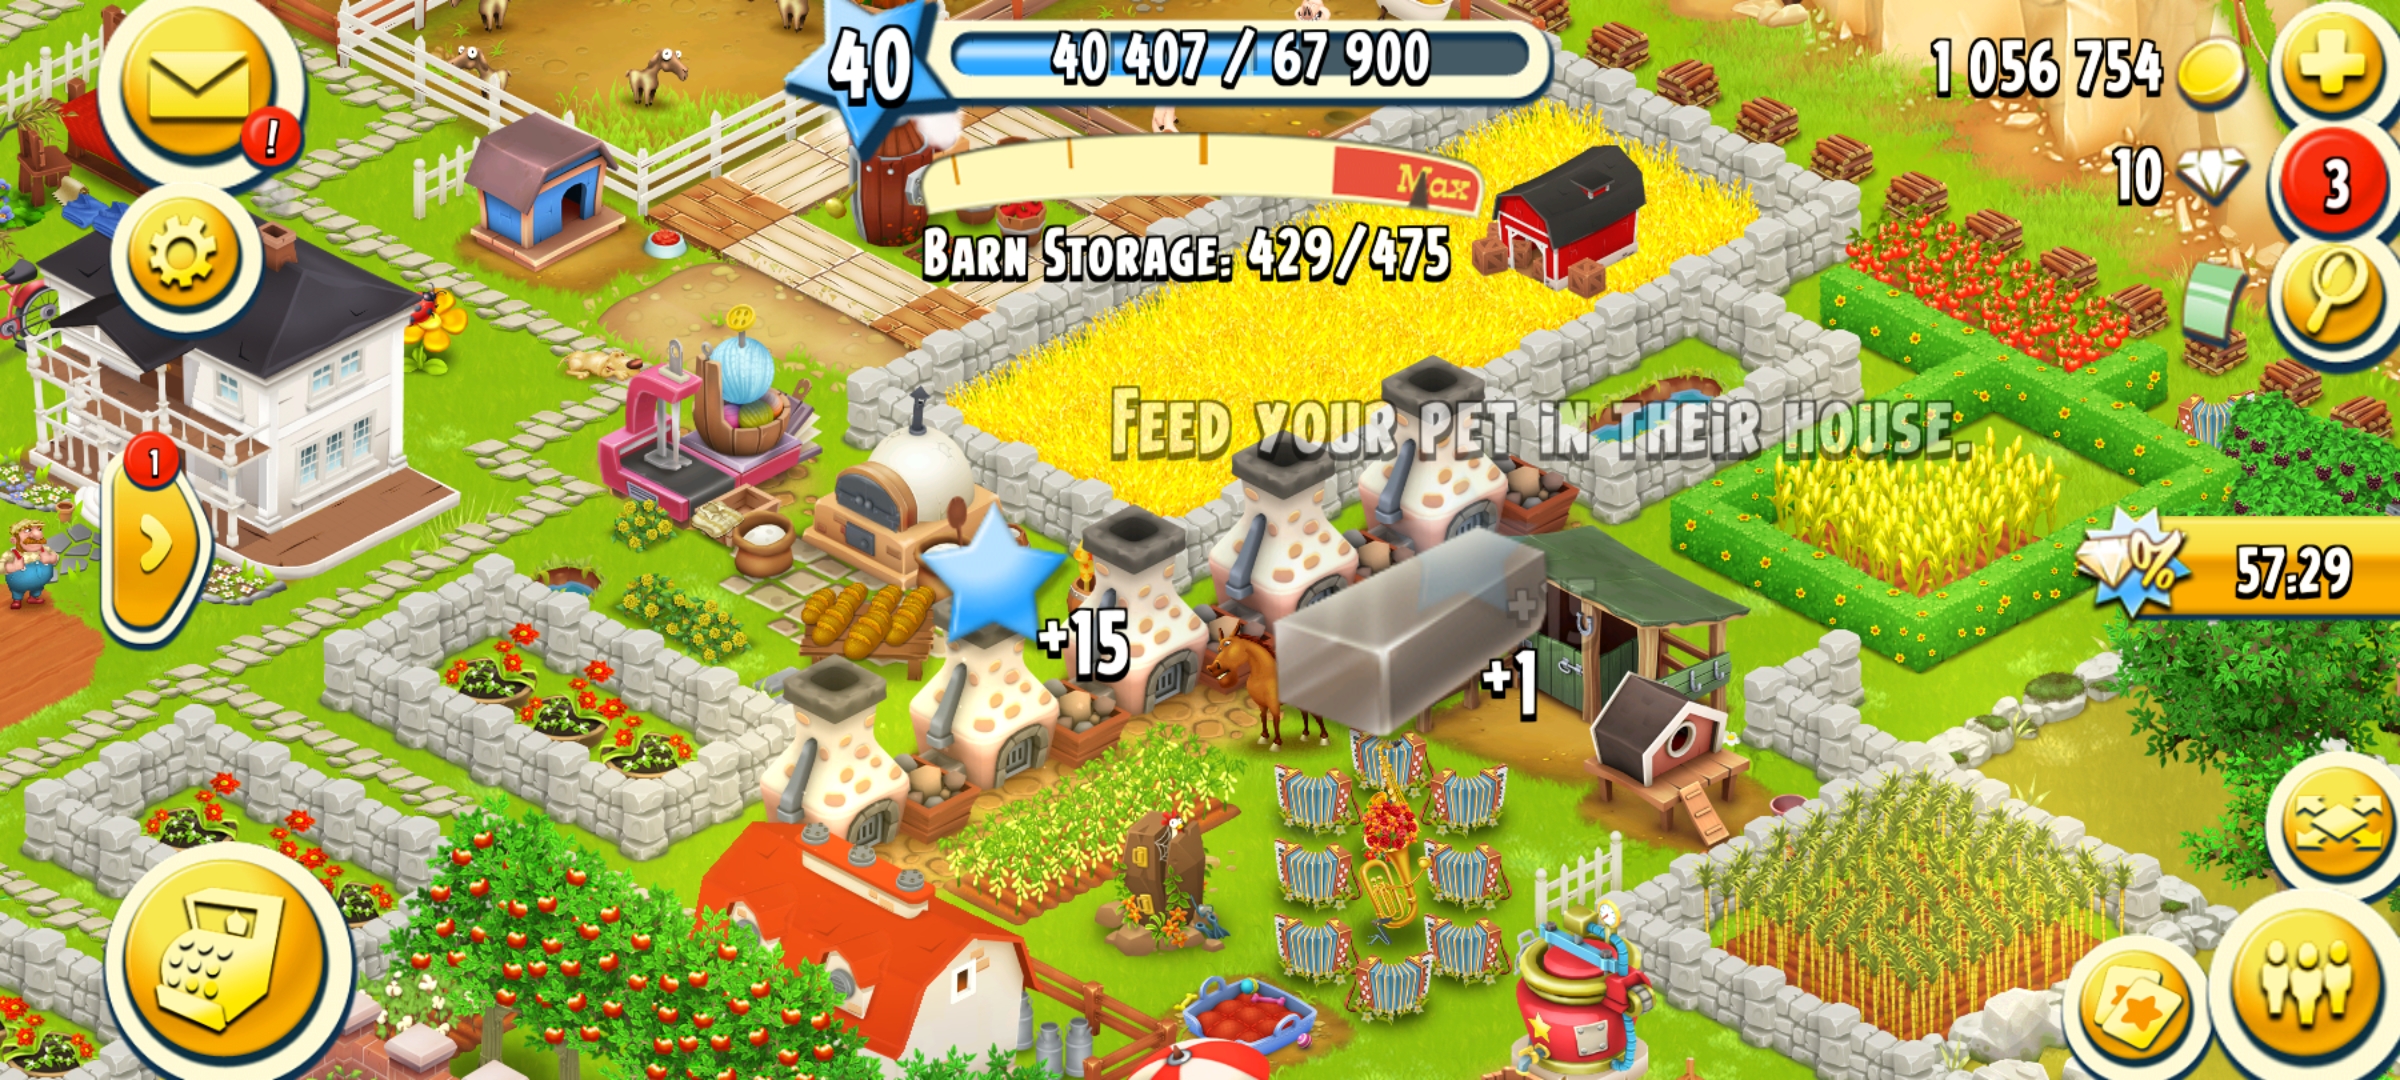 40
40 407 / 67 900
1 056 754
!
Max
10
3
Barn Storage: 429/475
Feed your pet in their house.
1
%
57:29
+15
+1